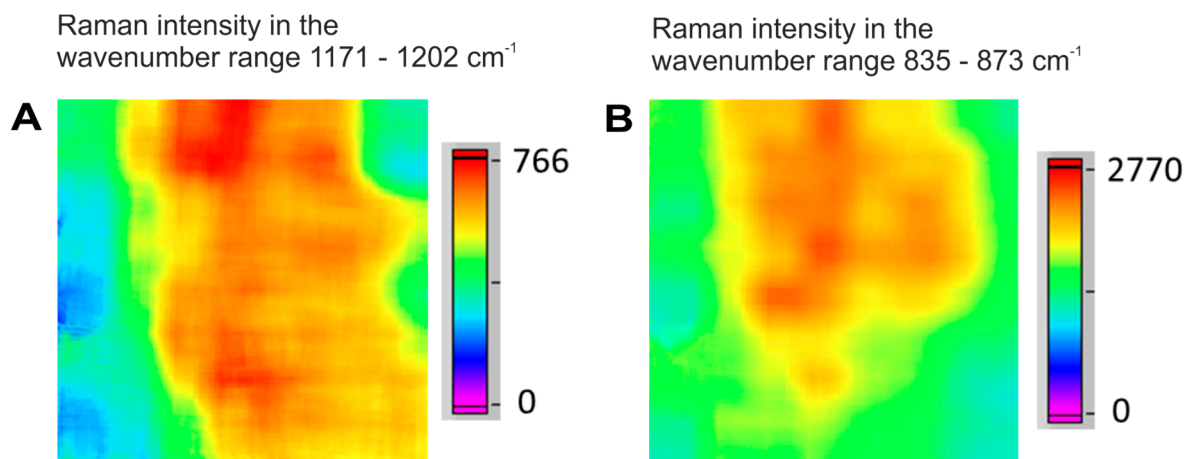 Raman intensity in the
wavenumber range 1171 - 1202 cm⁻¹
Raman intensity in the
wavenumber range 835 - 873 cm⁻¹
A
766
0
B
2770
0